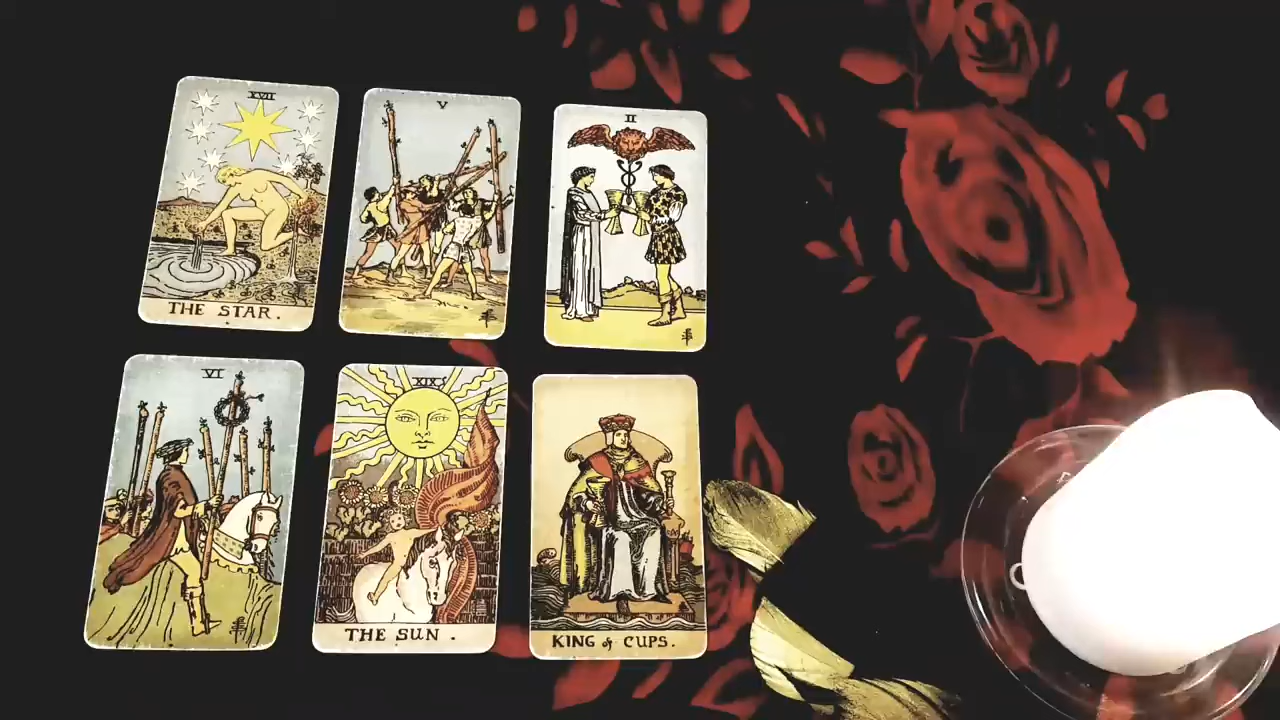 XVII
THE STAR.
V
II
VI
XIX
THE SUN.
KING of CUPS.